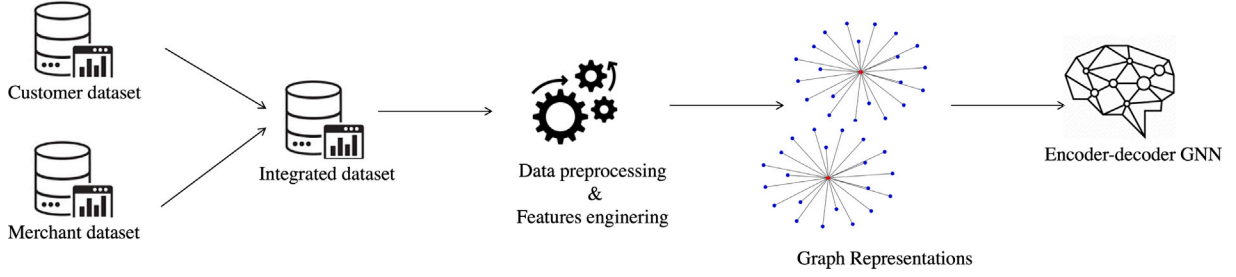 Customer dataset
Merchant dataset
Integrated dataset
Data preprocessing
&
Features enginering
Graph Representations
Encoder-decoder GNN